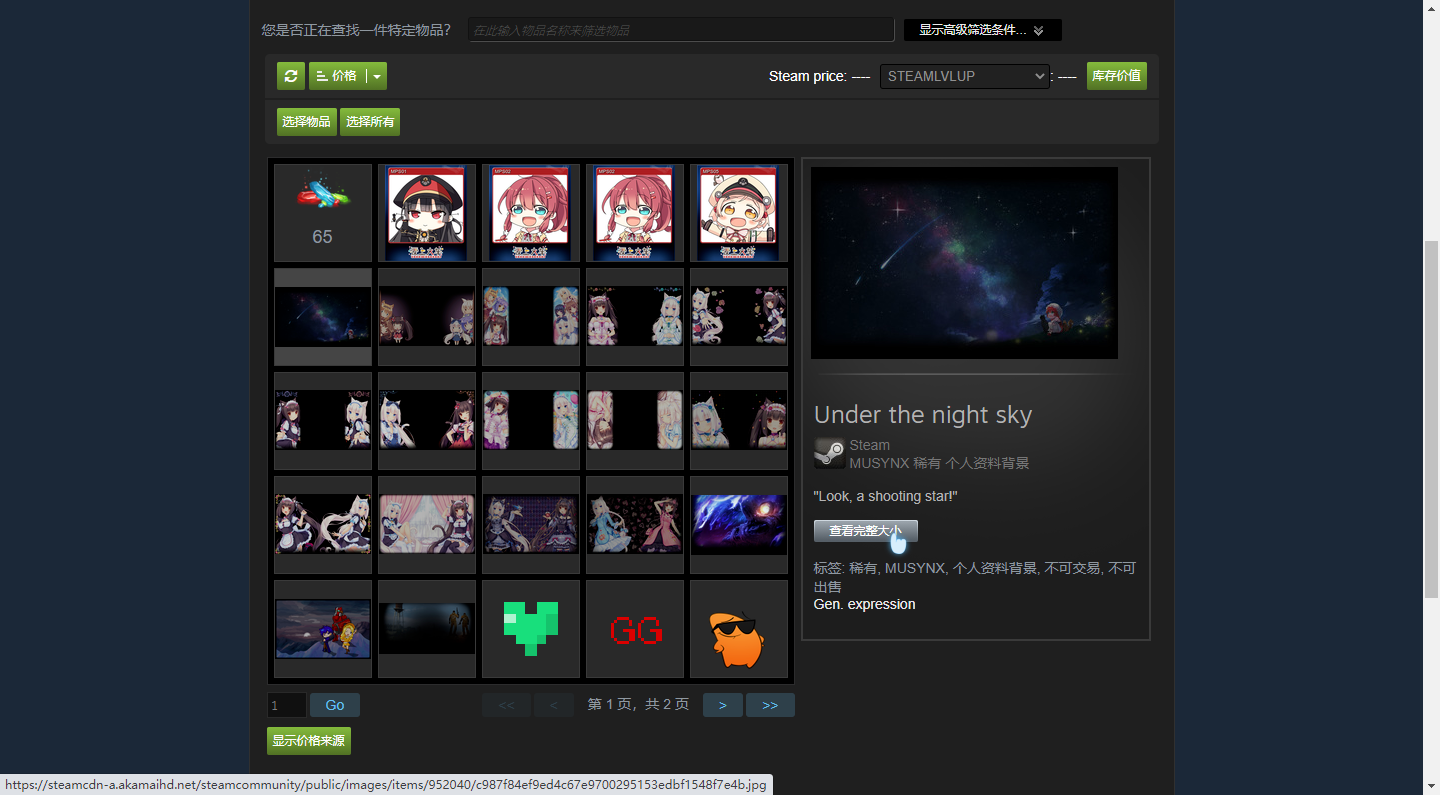 您是否正在查找一件特定物品?
在此输入物品名称来筛选物品
显示高级筛选条件...
价格
Steam price: ----
STEAMLVLUP
: ----
库存价值
选择物品
选择所有
MPS01
MPS02
MPS02
MPS05
65
Under the night sky
Steam
MUSYNX 稀有 个人资料背景
"Look, a shooting star!"
查看完整大小
标签: 稀有, MUSYNX, 个人资料背景, 不可交易, 不可
出售
Gen. expression
GG
1
Go
<<
<
第 1 页，共 2 页
>
>>
显示价格来源
https://steamcdn-a.akamaihd.net/steamcommunity/public/images/items/952040/c987f84ef9ed4c67e9700295153edbf1548f7e4b.jpg